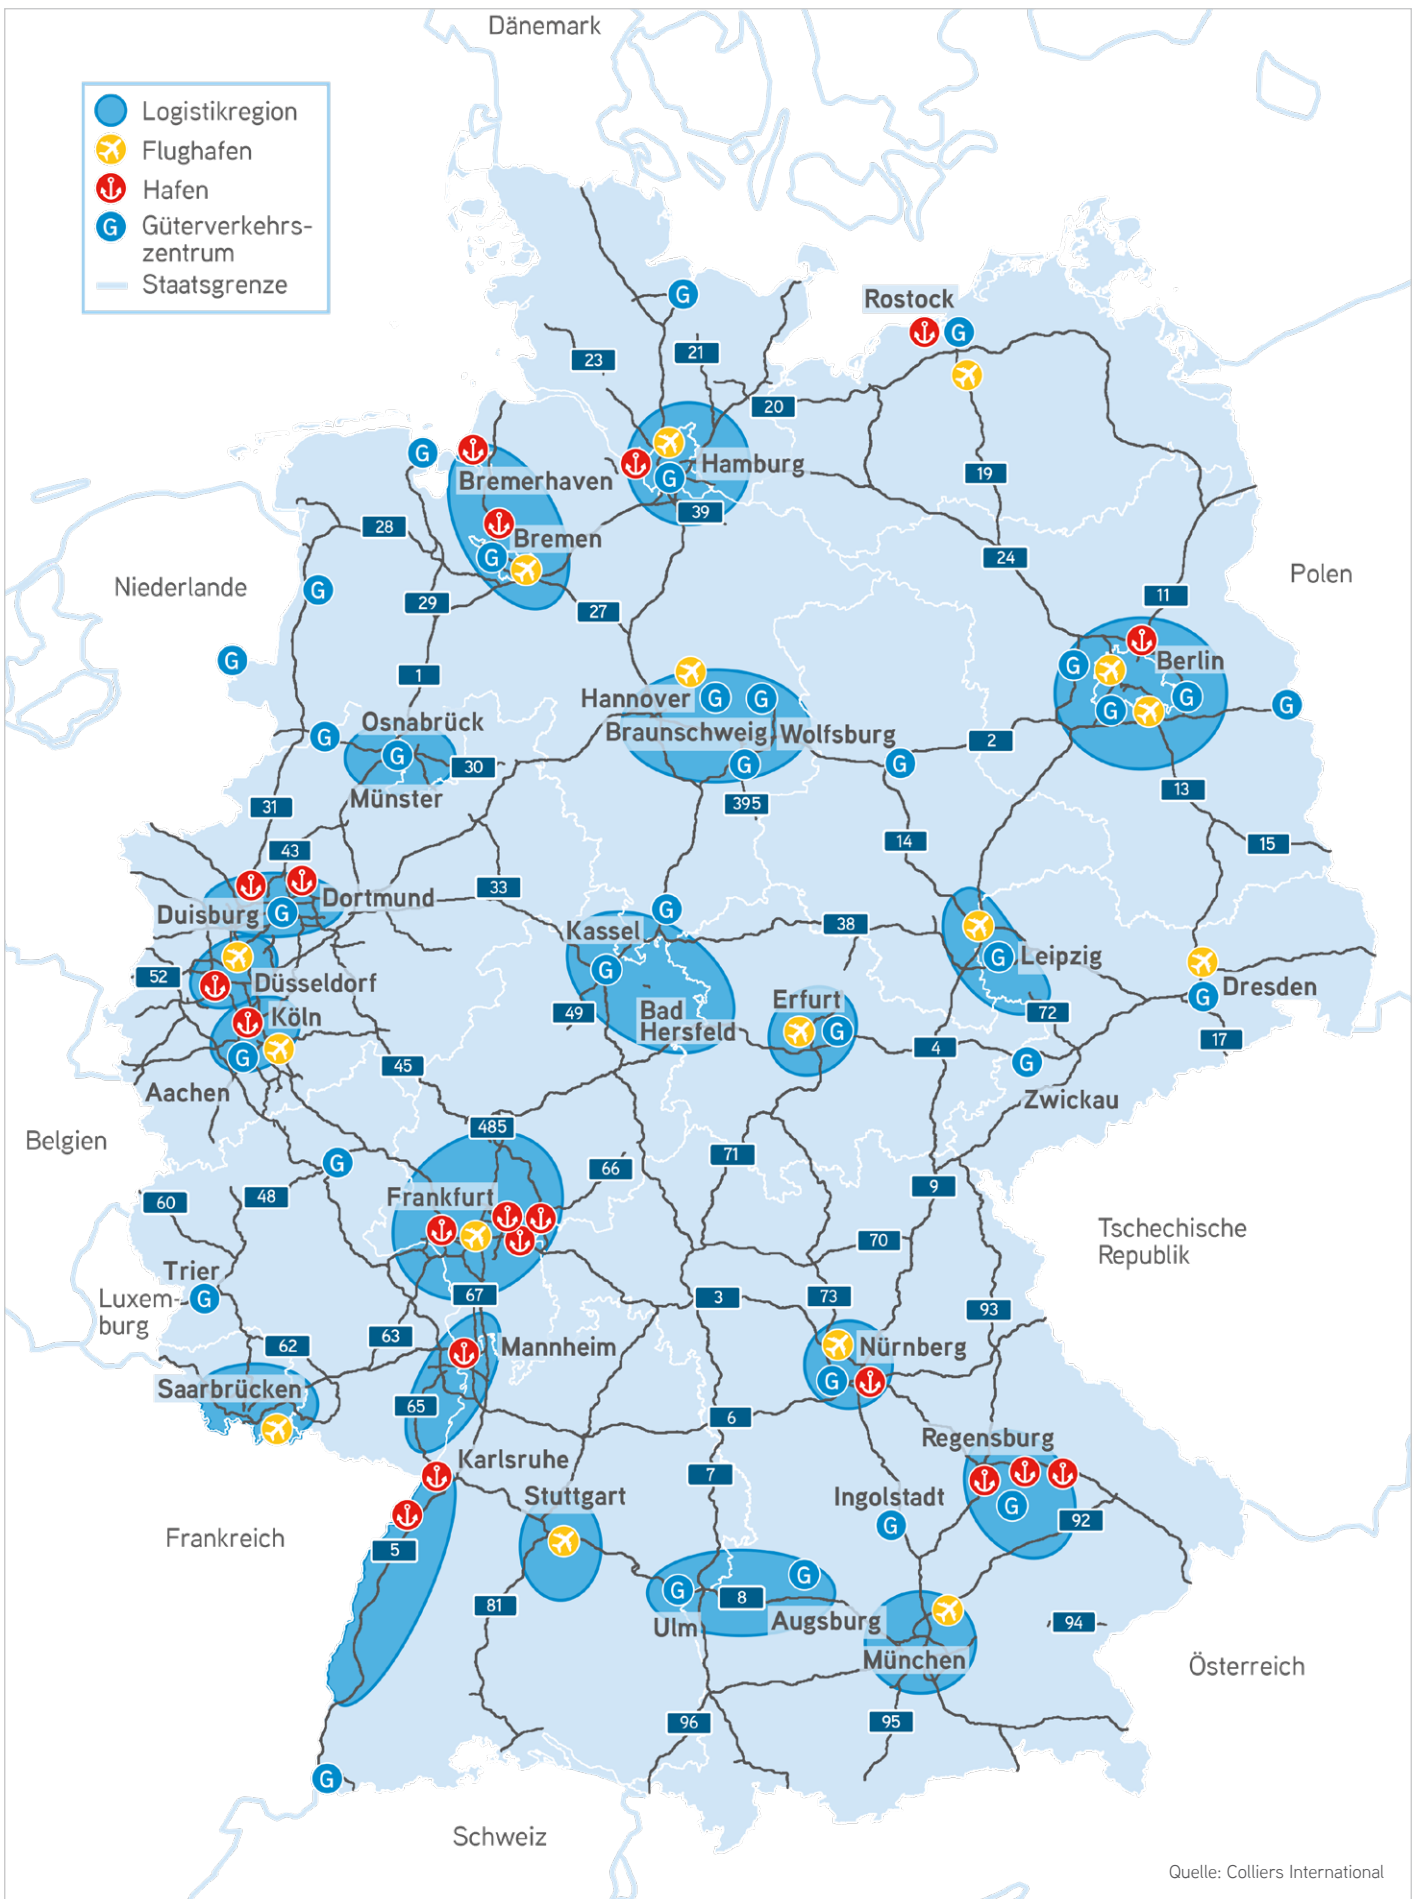 Dänemark
Logistikregion
Flughafen
Hafen
G
Güterverkehrs-
zentrum
Staatsgrenze
G
Rostock
G
23
21
20
G
Hamburg
G
Bremerhaven
19
39
28
Bremen
G
24
Niederlande
Polen
G
29
27
11
1
G
G
Berlin
Hannover
G
G
G
G
G
Osnabrück
Braunschweig
Wolfsburg
G
G
2
30
G
G
Münster
31
395
13
43
14
15
33
Dortmund
Duisburg
G
G
38
Kassel
52
Düsseldorf
G
G
Leipzig
Dresden
G
Köln
49
Bad
Hersfeld
Erfurt
G
72
17
G
4
G
45
Aachen
Zwickau
Belgien
485
71
G
66
60
48
Frankfurt
9
Tschechische
Republik
70
Trier
G
Luxem-
burg
67
3
73
93
62
63
Mannheim
Nürnberg
G
Saarbrücken
65
6
Regensburg
Karlsruhe
7
Stuttgart
Ingolstadt
G
G
92
Frankreich
5
G
G
8
81
Ulm
Augsburg
94
München
Österreich
96
95
G
Schweiz
Quelle: Colliers International